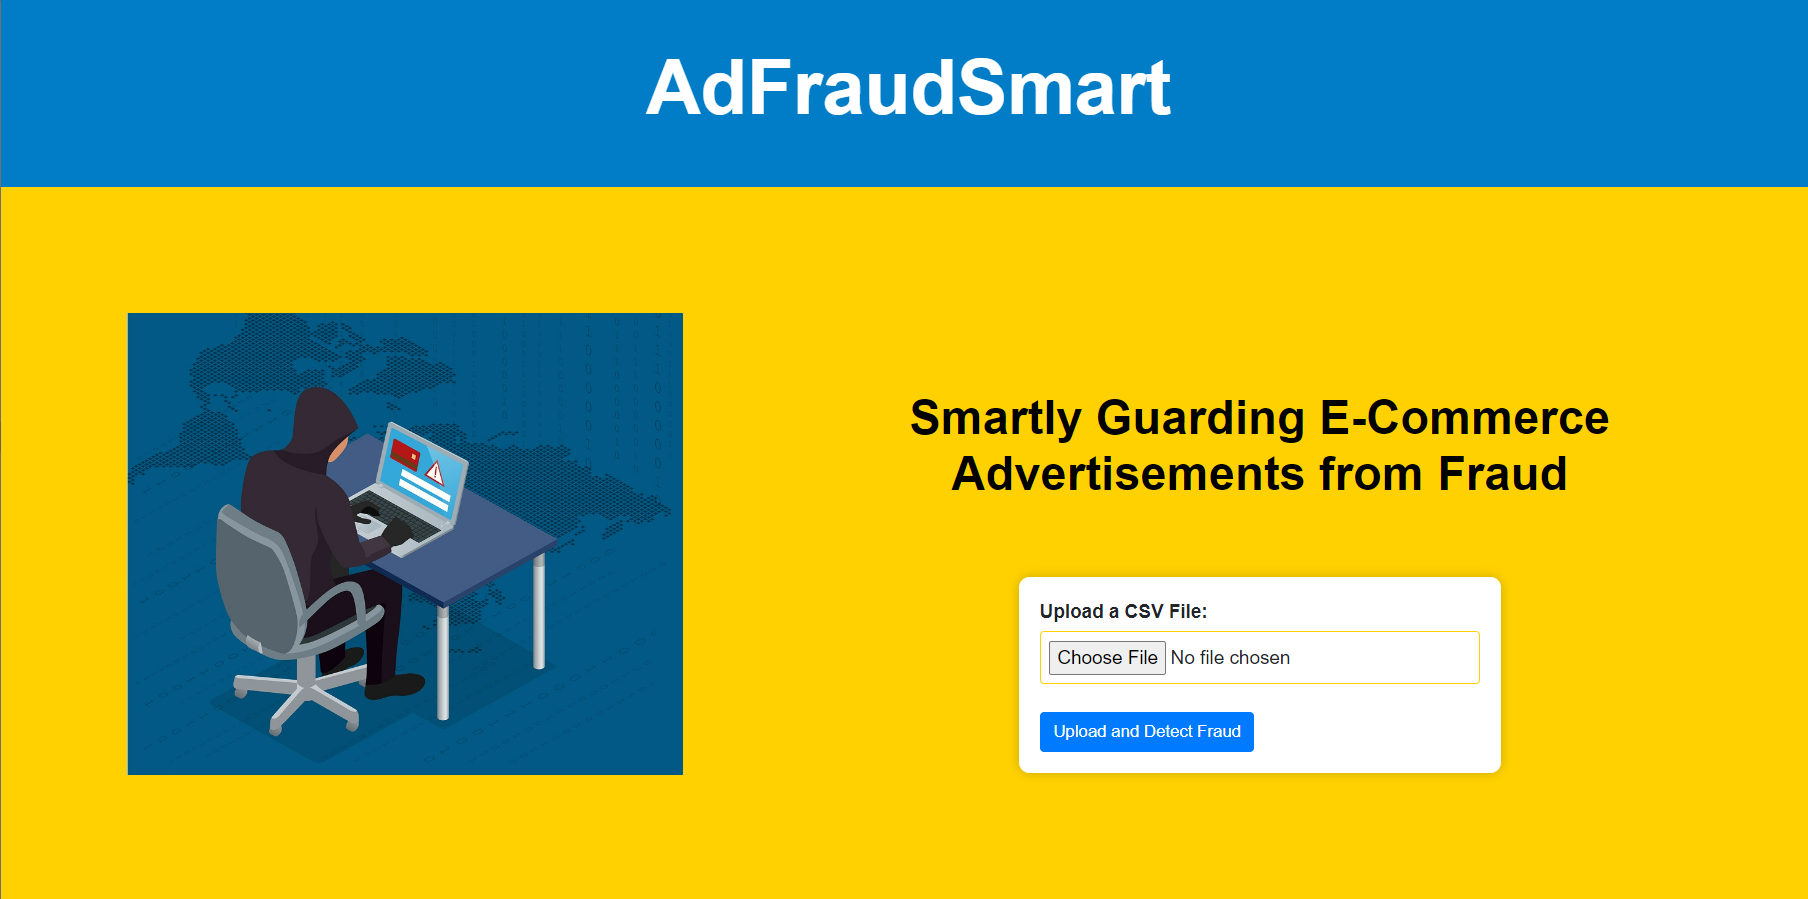 AdFraudSmart
Smartly Guarding E-Commerce
Advertisements from Fraud
Upload a CSV File:
Choose File No file chosen
Upload and Detect Fraud